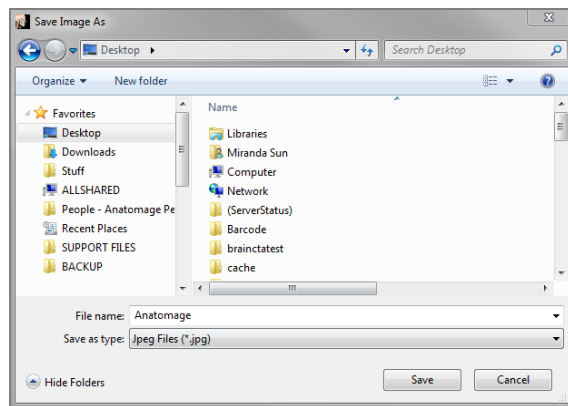 Save Image As
Desktop
Search Desktop
Organize
New folder
Favorites
Desktop
Downloads
Stuff
ALLSHARED
People - Anatomage Pe
Recent Places
SUPPORT FILES
BACKUP
Name
Libraries
Miranda Sun
Computer
Network
(ServerStatus)
Barcode
brainctatest
cache
File name: Anatomage
Save as type: Jpeg Files (*.jpg)
Hide Folders
Save
Cancel